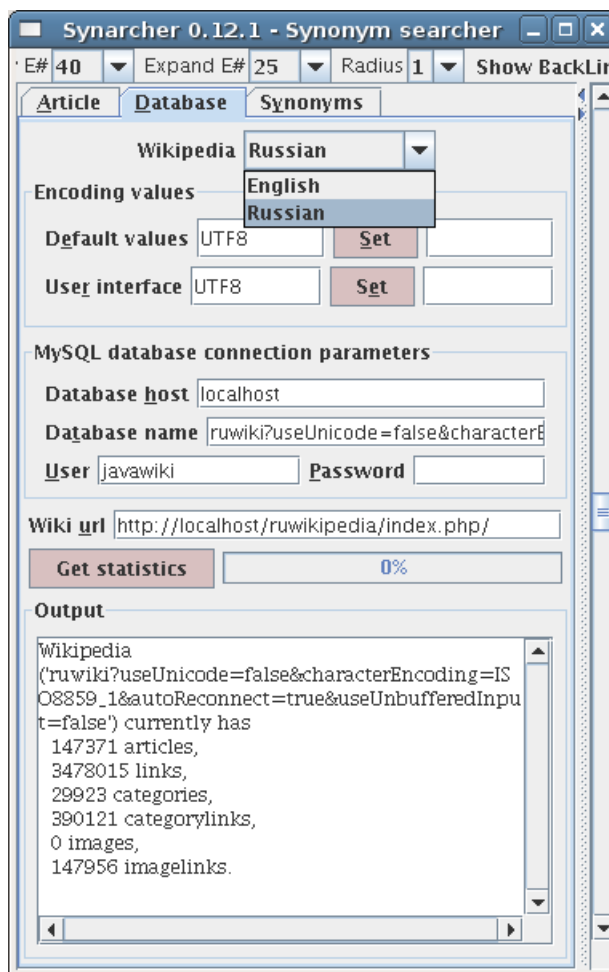 Synarcher 0.12.1 - Synonym searcher
E# 40 Expand E# 25 Radius 1 Show BackLin
Article Database Synonyms
Wikipedia Russian
English
Russian
Encoding values
Default values UTF8 Set
User interface UTF8 Set
MySQL database connection parameters
Database host localhost
Database name ruwiki?useUnicode=false&characterE
User javawiki Password
Wiki url http://localhost/ruwikipedia/index.php/
Get statistics 0%
Output
Wikipedia
('ruwiki?useUnicode=false&characterEncoding=IS
O8859_1&autoReconnect=true&useUnbufferedInpu
t=false') currently has
147371 articles,
3478015 links,
29923 categories,
390121 categorylinks,
0 images,
147956 imagelinks.